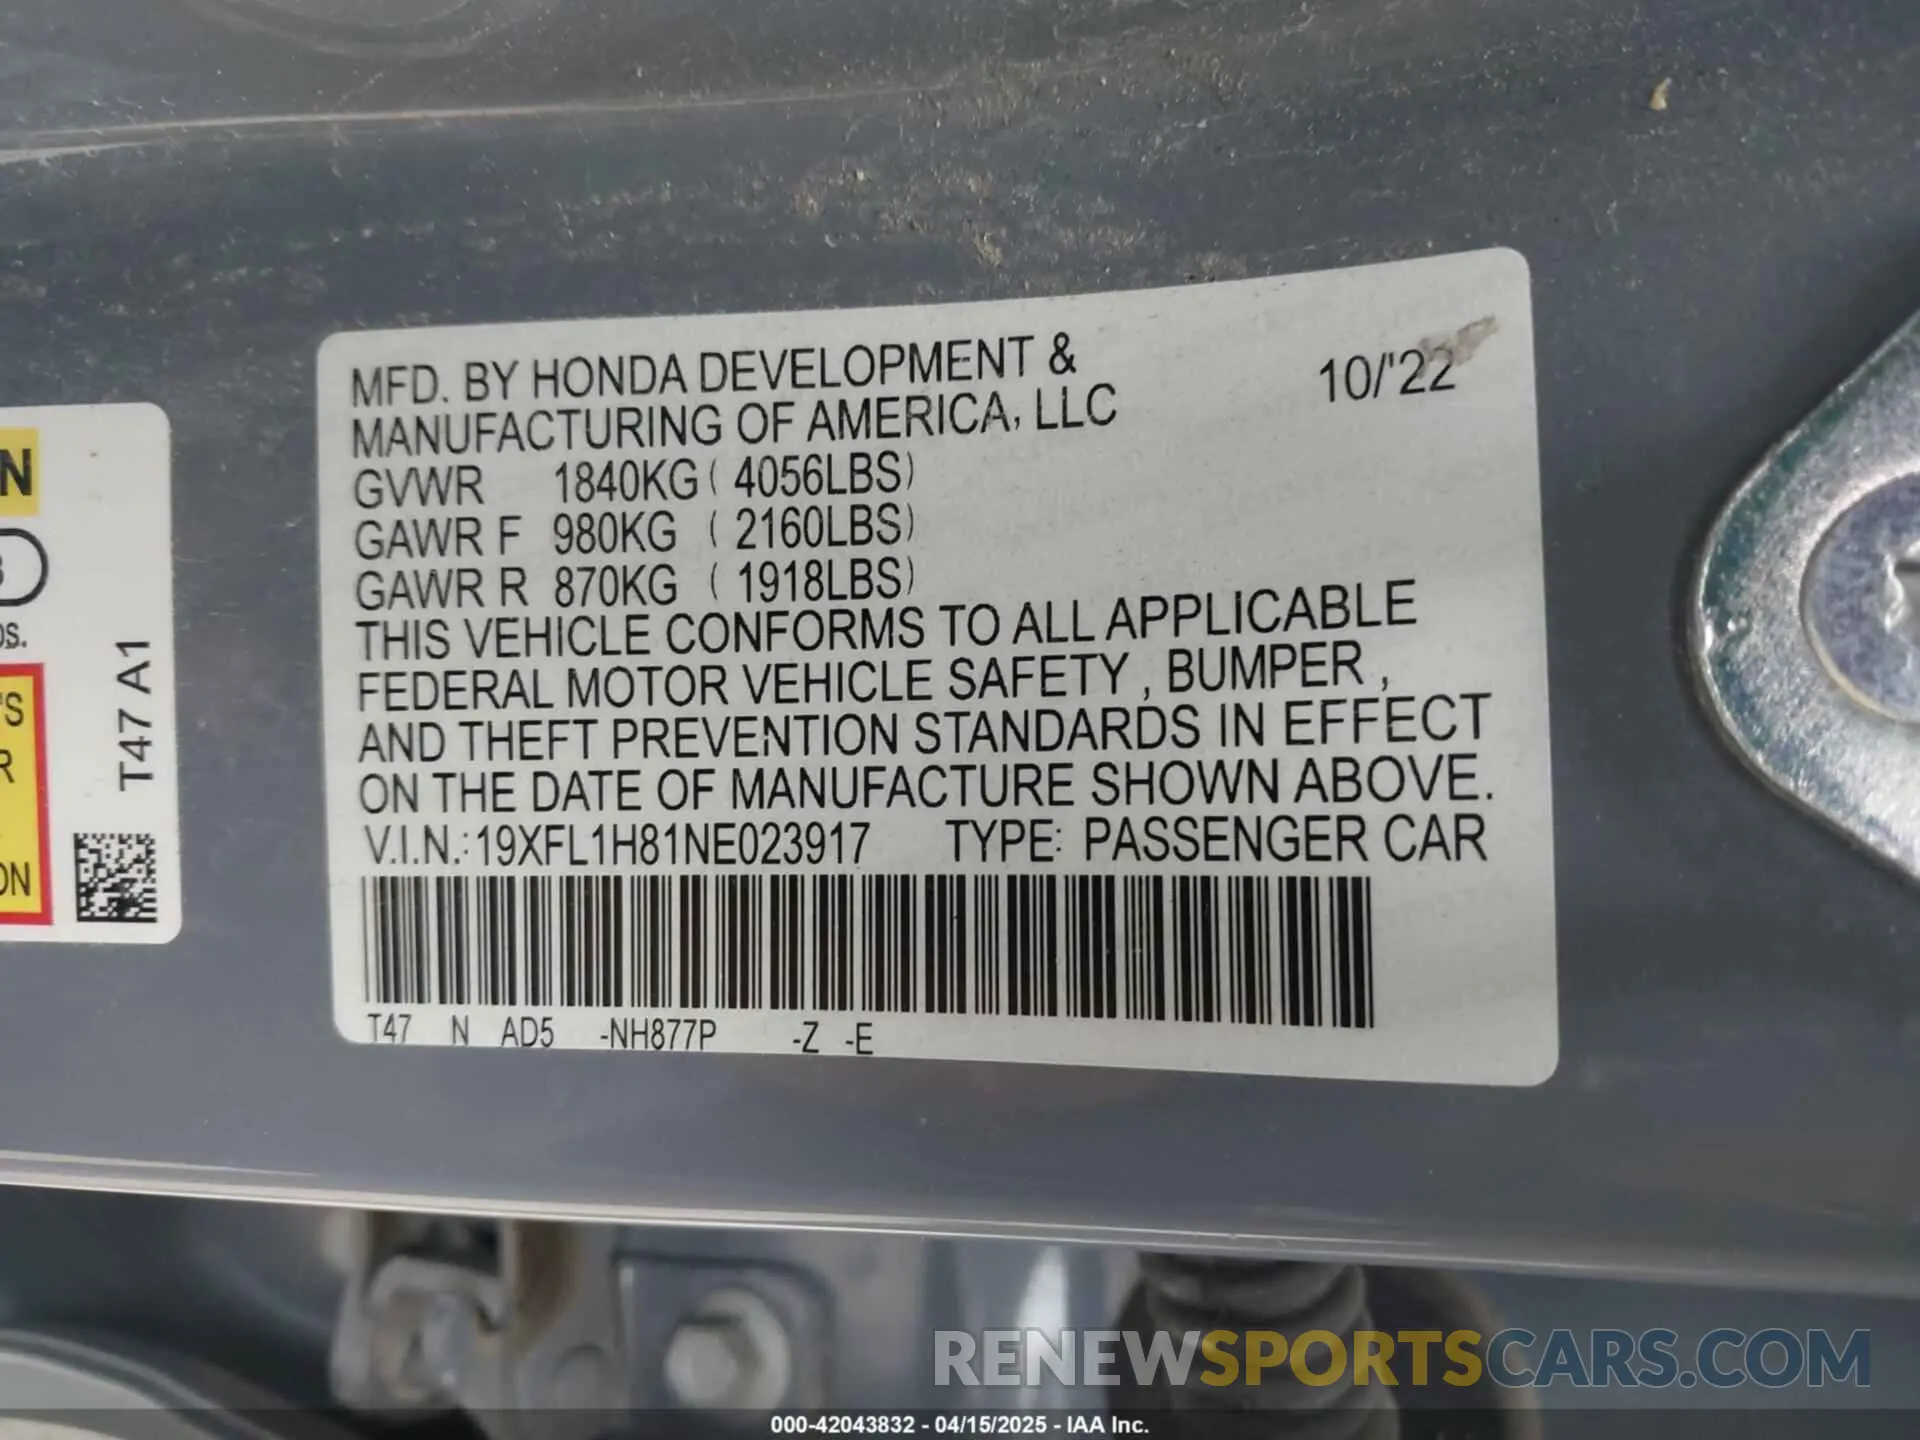 MFD. BY HONDA DEVELOPMENT &
MANUFACTURING OF AMERICA, LLC
10/'22
GVWR 1840KG ( 4056LBS)
GAWR F 980KG ( 2160LBS)
GAWR R 870KG ( 1918LBS)
THIS VEHICLE CONFORMS TO ALL APPLICABLE
FEDERAL MOTOR VEHICLE SAFETY , BUMPER ,
AND THEFT PREVENTION STANDARDS IN EFFECT
ON THE DATE OF MANUFACTURE SHOWN ABOVE.
V.I.N.: 19XFL1H81NE023917 TYPE: PASSENGER CAR
T47 N AD5 -NH877P -Z -E
T47 A1
RENEWSPORTSCARS.COM
000-42043832 - 04/15/2025 - IAA Inc.